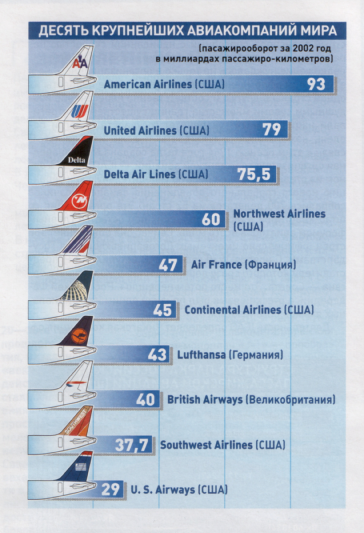 ДЕСЯТЬ КРУПНЕЙШИХ АВИАКОМПАНИЙ МИРА
(пасажирооборот за 2002 год
в миллиардах пассажиро-километров)
AA
American Airlines (США) 93
United Airlines (США) 79
Delta
Delta Air Lines (США) 75,5
60 Northwest Airlines
(США)
47 Air France (Франция)
45 Continental Airlines (США)
43 Lufthansa (Германия)
40 British Airways (Великобритания)
37,7 Southwest Airlines (США)
29 U. S. Airways (США)